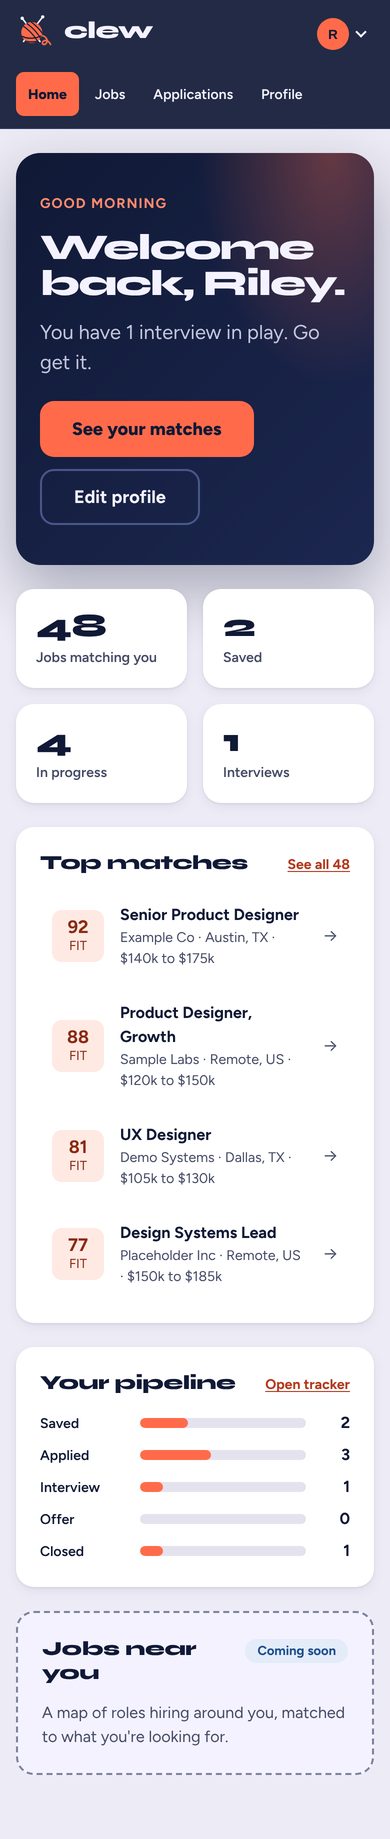 clew
R
Home Jobs Applications Profile
GOOD MORNING
Welcome
back, Riley.
You have 1 interview in play. Go
get it.
See your matches
Edit profile
48
Jobs matching you
2
Saved
4
In progress
1
Interviews
Top matches
See all 48
92
FIT
Senior Product Designer
Example Co · Austin, TX ·
$140k to $175k
88
FIT
Product Designer,
Growth
Sample Labs · Remote, US ·
$120k to $150k
81
FIT
UX Designer
Demo Systems · Dallas, TX ·
$105k to $130k
77
FIT
Design Systems Lead
Placeholder Inc · Remote, US
· $150k to $185k
Your pipeline
Open tracker
Saved 2
Applied 3
Interview 1
Offer 0
Closed 1
Jobs near
you
Coming soon
A map of roles hiring around you, matched
to what you're looking for.